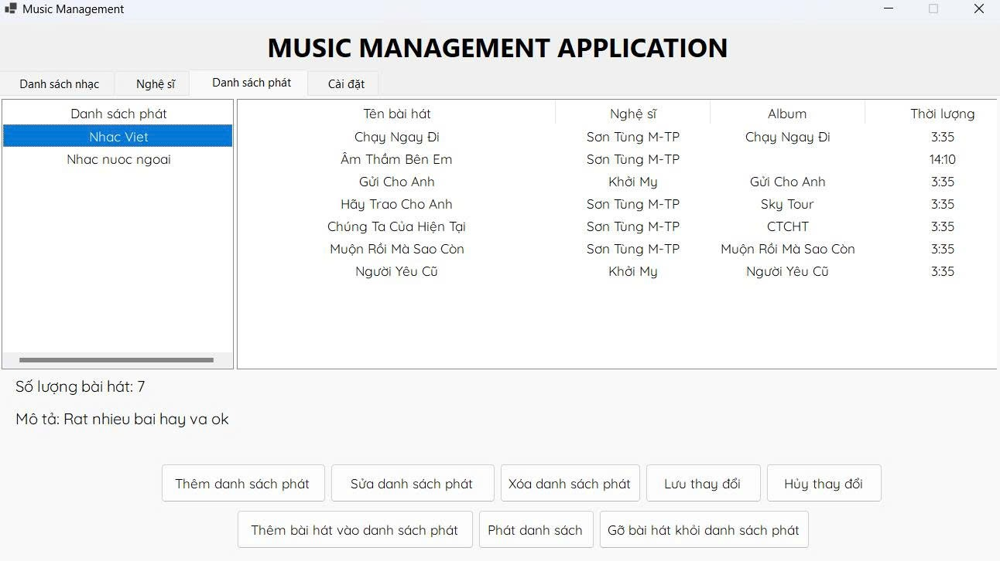 Music Management
MUSIC MANAGEMENT APPLICATION
Danh sách nhạc Nghệ sĩ Danh sách phát Cài đặt
Danh sách phát
Nhac Viet
Nhac nuoc ngoai
Tên bài hát Nghệ sĩ Album Thời lượng
Chạy Ngay Đi Sơn Tùng M-TP Chạy Ngay Đi 3:35
Âm Thầm Bên Em Sơn Tùng M-TP 14:10
Gửi Cho Anh Khởi My Gửi Cho Anh 3:35
Hãy Trao Cho Anh Sơn Tùng M-TP Sky Tour 3:35
Chúng Ta Của Hiện Tại Sơn Tùng M-TP CTCHT 3:35
Muộn Rồi Mà Sao Còn Sơn Tùng M-TP Muộn Rồi Mà Sao Còn 3:35
Người Yêu Cũ Khởi My Người Yêu Cũ 3:35
Số lượng bài hát: 7
Mô tả: Rat nhieu bai hay va ok
Thêm danh sách phát Sửa danh sách phát Xóa danh sách phát Lưu thay đổi Hủy thay đổi
Thêm bài hát vào danh sách phát Phát danh sách Gỡ bài hát khỏi danh sách phát